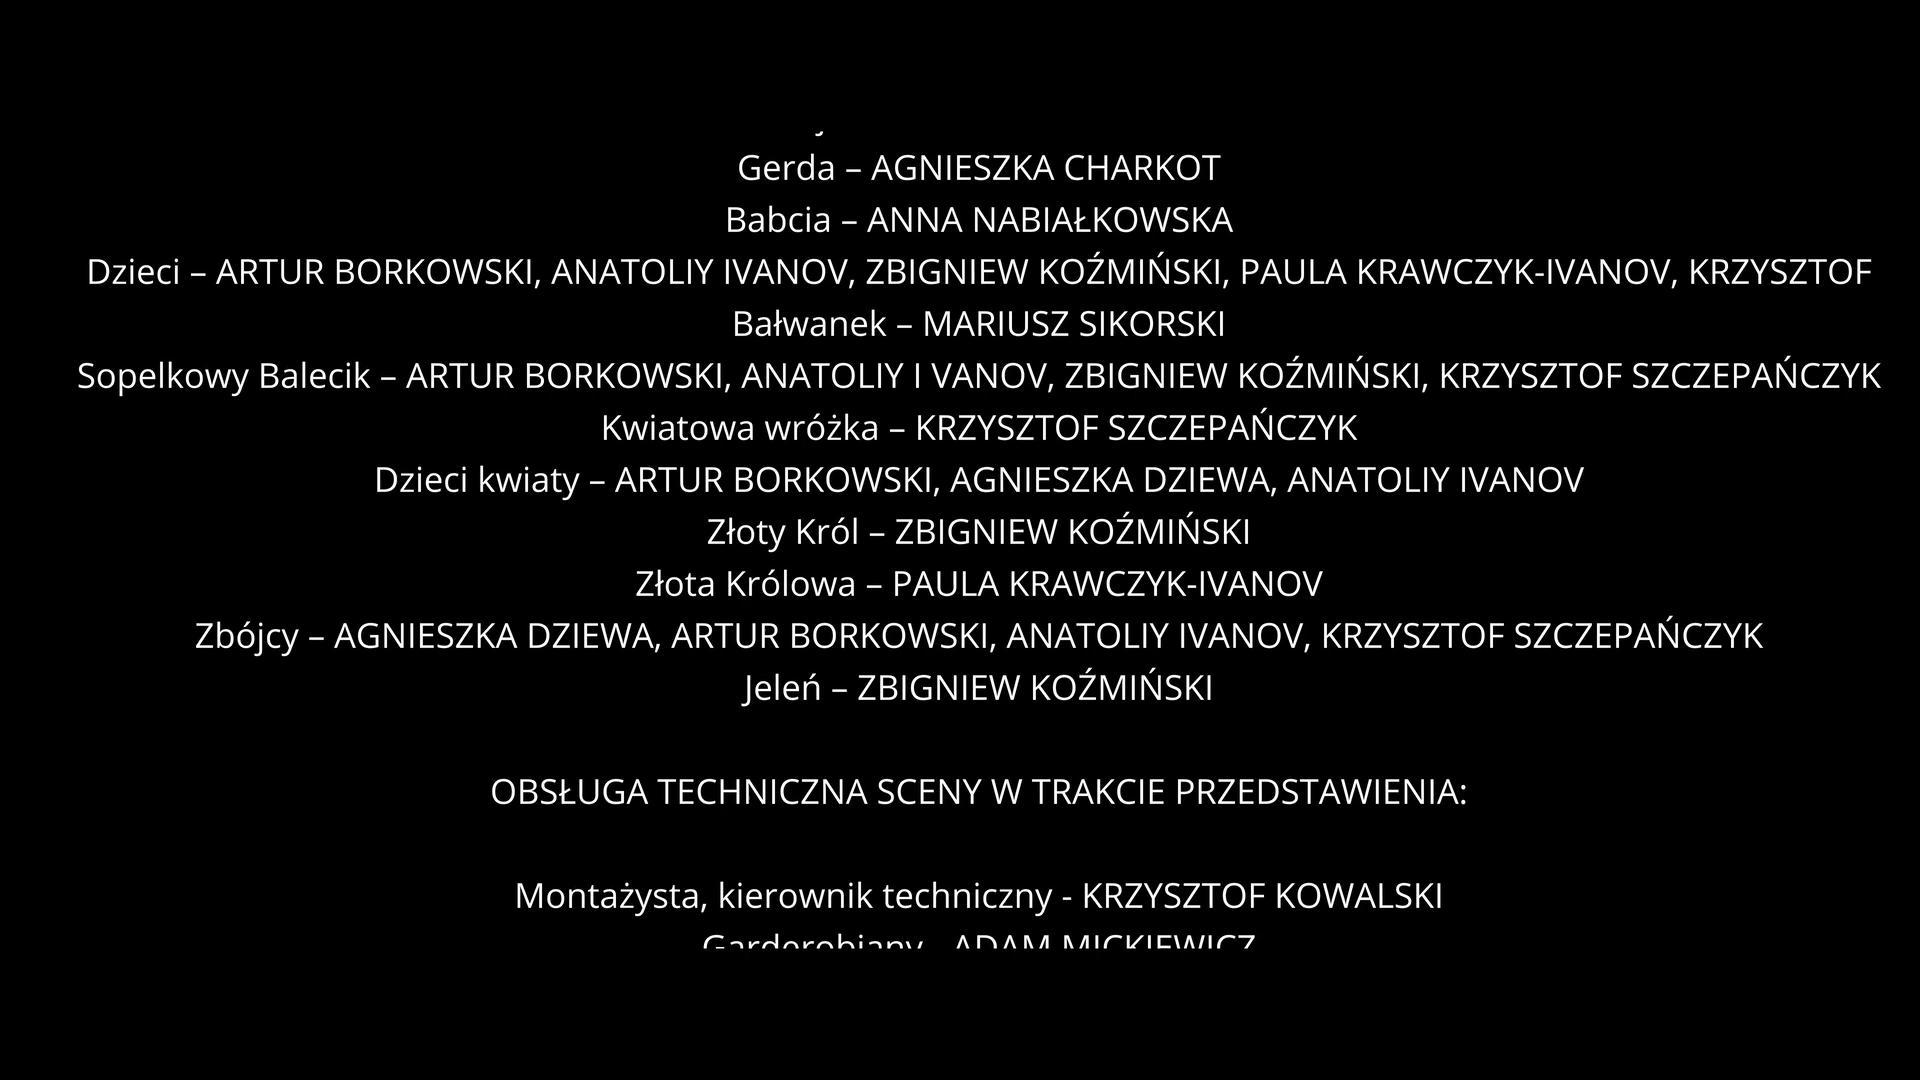 Gerda – AGNIESZKA CHARKOT
Babcia – ANNA NABIAŁKOWSKA
Dzieci – ARTUR BORKOWSKI, ANATOLIY IVANOV, ZBIGNIEW KOŹMIŃSKI, PAULA KRAWCZYK-IVANOV, KRZYSZTOF
Bałwanek – MARIUSZ SIKORSKI
Sopelkowy Balecik – ARTUR BORKOWSKI, ANATOLIY I VANOV, ZBIGNIEW KOŹMIŃSKI, KRZYSZTOF SZCZEPAŃCZYK
Kwiatowa wróżka – KRZYSZTOF SZCZEPAŃCZYK
Dzieci kwiaty – ARTUR BORKOWSKI, AGNIESZKA DZIEWA, ANATOLIY IVANOV
Złoty Król – ZBIGNIEW KOŹMIŃSKI
Złota Królowa – PAULA KRAWCZYK-IVANOV
Zbójcy – AGNIESZKA DZIEWA, ARTUR BORKOWSKI, ANATOLIY IVANOV, KRZYSZTOF SZCZEPAŃCZYK
Jeleń – ZBIGNIEW KOŹMIŃSKI
OBSŁUGA TECHNICZNA SCENY W TRAKCIE PRZEDSTAWIENIA:
Montażysta, kierownik techniczny - KRZYSZTOF KOWALSKI
Garderobiany - ADAM MICKIEWICZ